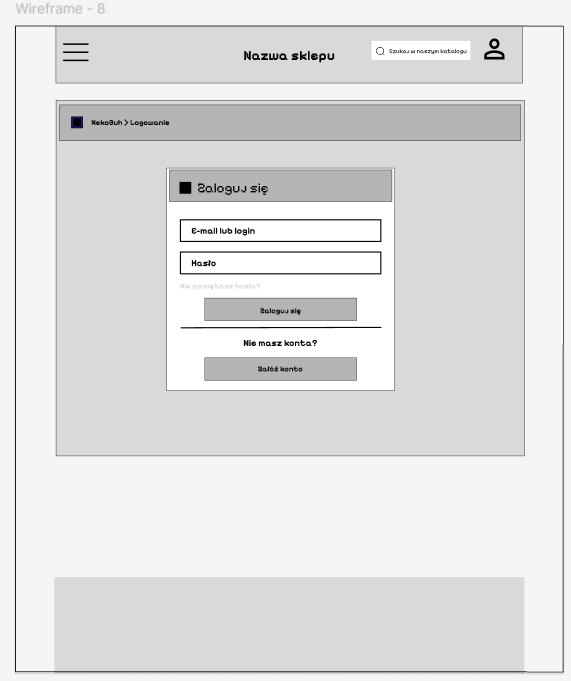 Wireframe - 8
Nazwa sklepu
Szukaj w naszym katalogu
NekoBuh > Logowanie
Zaloguj się
E-mail lub login
Hasło
Nie pamiętasz hasła?
Zaloguj się
Nie masz konta?
Załóż konto